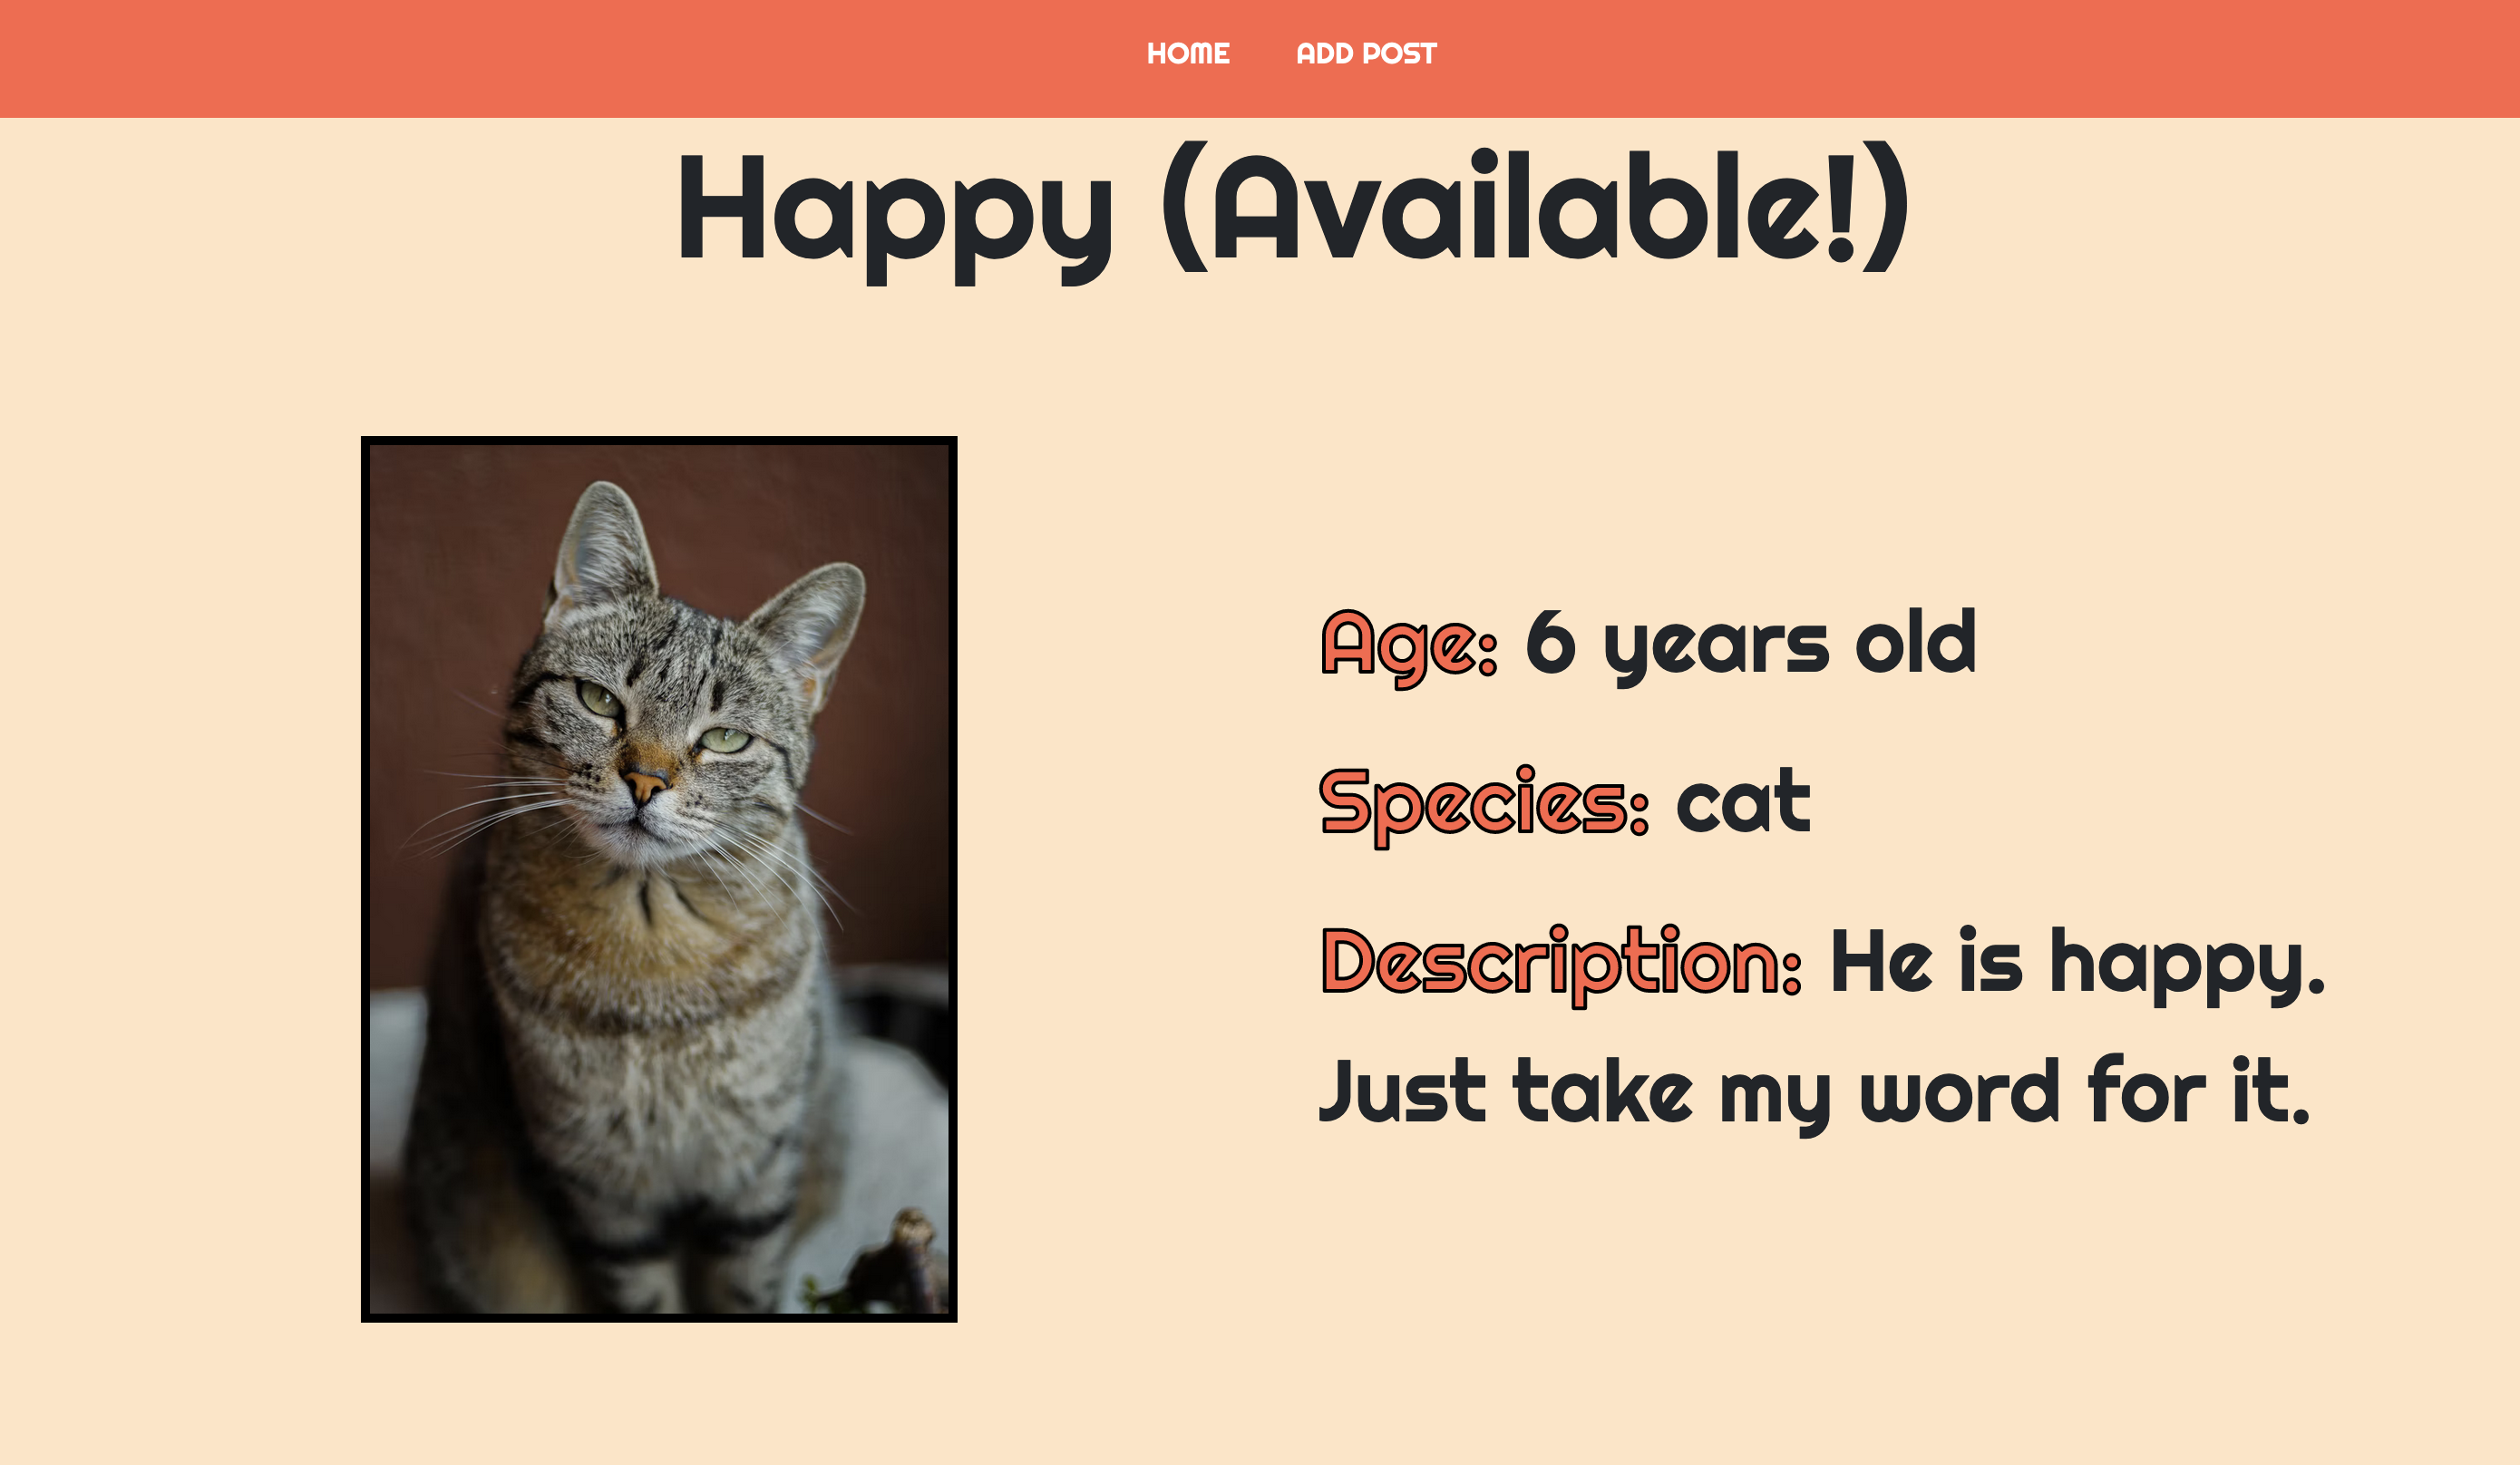 HOME ADD POST
Happy (Available!)
Age: 6 years old
Species: cat
Description: He is happy.
Just take my word for it.